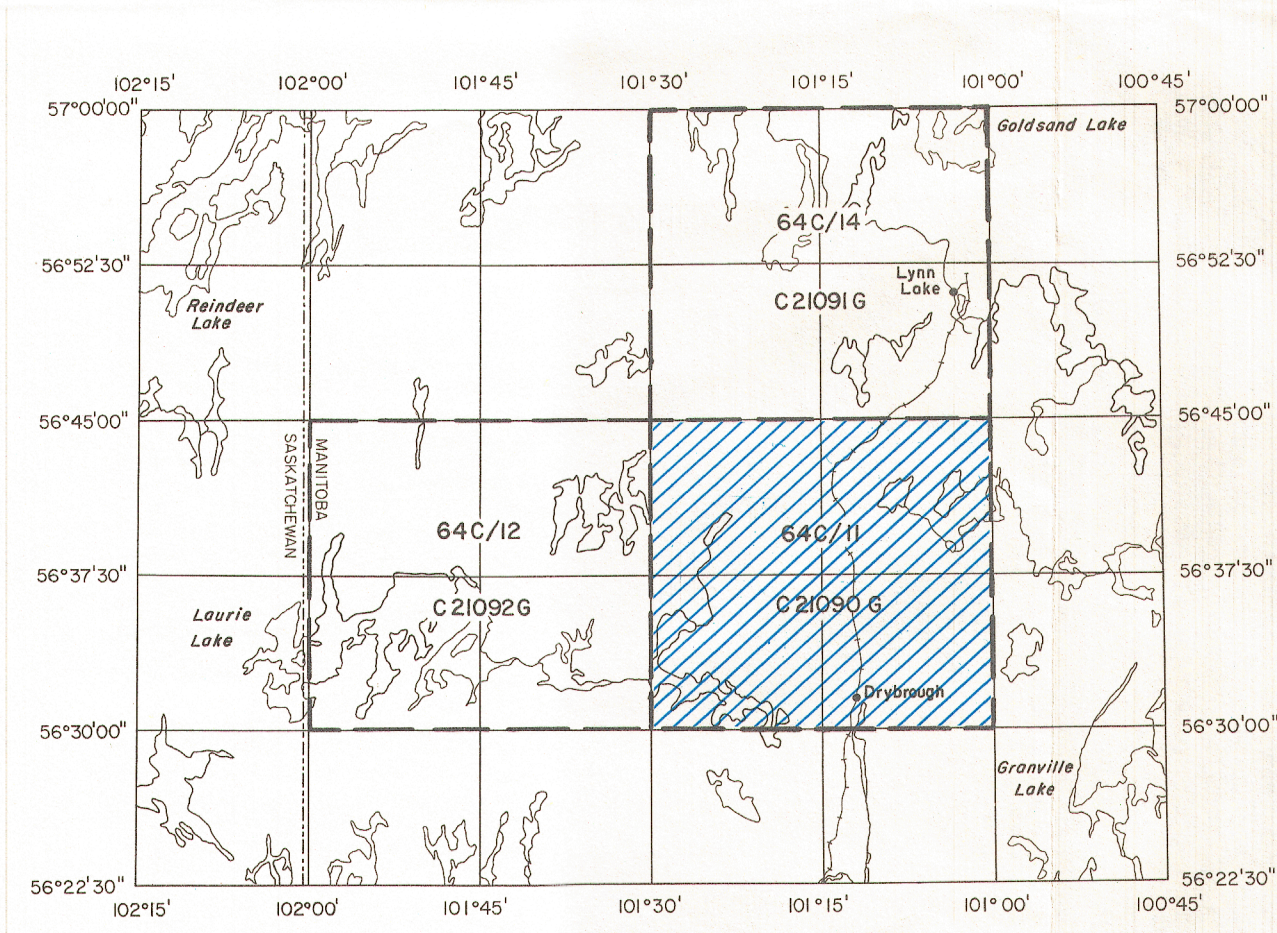 102°15' 102°00' 101°45' 101°30' 101°15' 101°00' 100°45'
57°00'00" 57°00'00"
Goldsand Lake
64C/14
56°52'30" 56°52'30"
Lynn
Lake
C21091G
Reindeer
Lake
56°45'00" 56°45'00"
SASKATCHEWAN
MANITOBA
64C/12 64C/11
56°37'30" 56°37'30"
C21092G C21090G
Laurie
Lake
Drybrough
56°30'00" 56°30'00"
Granville
Lake
56°22'30" 56°22'30"
102°15' 102°00' 101°45' 101°30' 101°15' 101°00' 100°45'